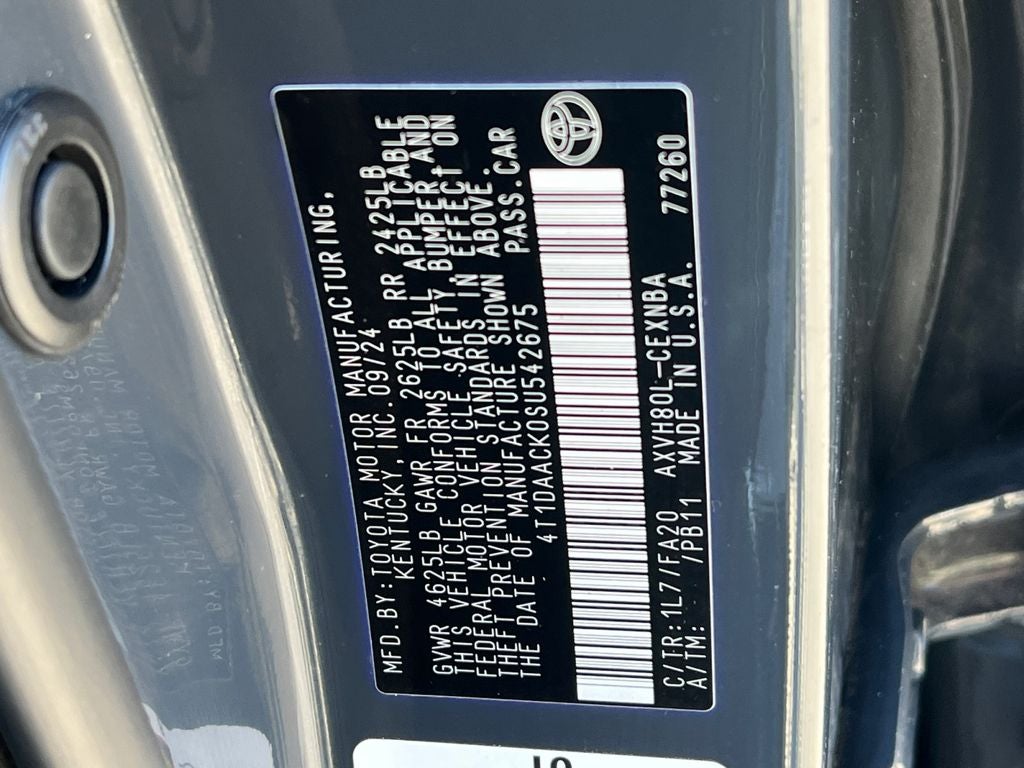 MFD.BY:TOYOTA MOTOR MANUFACTURING,
KENTUCKY, INC. 09/24
GVWR 4625LB GAWR FR 2625LB RR 2425LB
THIS VEHICLE CONFORMS TO ALL APPLICABLE
FEDERAL MOTOR VEHICLE SAFETY, BUMPER AND
THEFT PREVENTION STANDARDS IN EFFECT ON
THE DATE OF MANUFACTURE SHOWN ABOVE.
4T1DAACK0SU542675 PASS.CAR
C/TR:1L77/FA20 AXVH80L-CEXNBA 77260
A/TM: /PB11 MADE IN U.S.A.